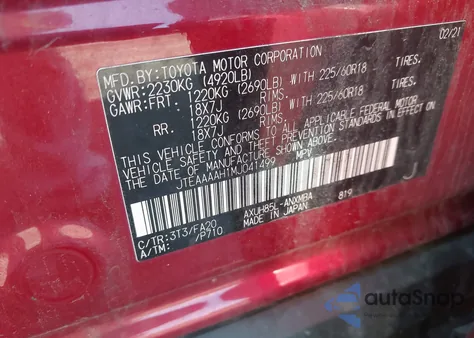 MFD. BY: TOYOTA MOTOR CORPORATION 02/21
GVWR: 2230KG (4920LB)
GAWR: FRT. 1220KG (2690LB) WITH 225/60R18 TIRES.
18X7J RIMS.
RR. 1220KG (2690LB) WITH 225/60R18 TIRES.
18X7J RIMS.
THIS VEHICLE CONFORMS TO ALL APPLICABLE FEDERAL MOTOR
VEHICLE SAFETY AND THEFT PREVENTION STANDARDS IN EFFECT
ON THE DATE OF MANUFACTURE SHOWN ABOVE.
JTEAAAAH1MJ041499 MPV
J
C/TR: 3T3/FA20 AXUH85L-ANXMBA 819
A/TM: /P710 MADE IN JAPAN
autoSnap